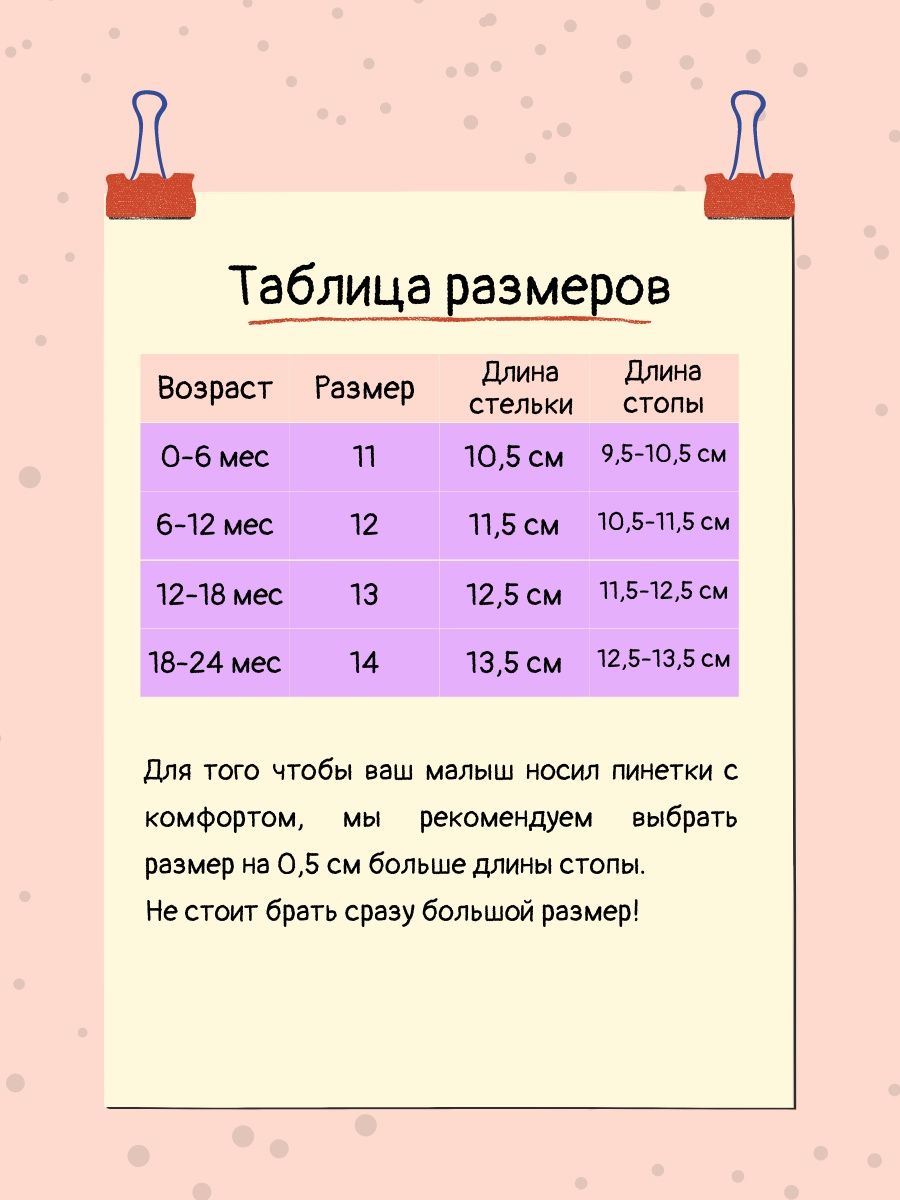 Таблица размеров
Возраст Размер Длина стельки Длина стопы
0-6 мес 11 10,5 см 9,5-10,5 см
6-12 мес 12 11,5 см 10,5-11,5 см
12-18 мес 13 12,5 см 11,5-12,5 см
18-24 мес 14 13,5 см 12,5-13,5 см
Для того чтобы ваш малыш носил пинетки с
комфортом, мы рекомендуем выбрать
размер на 0,5 см больше длины стопы.
Не стоит брать сразу большой размер!